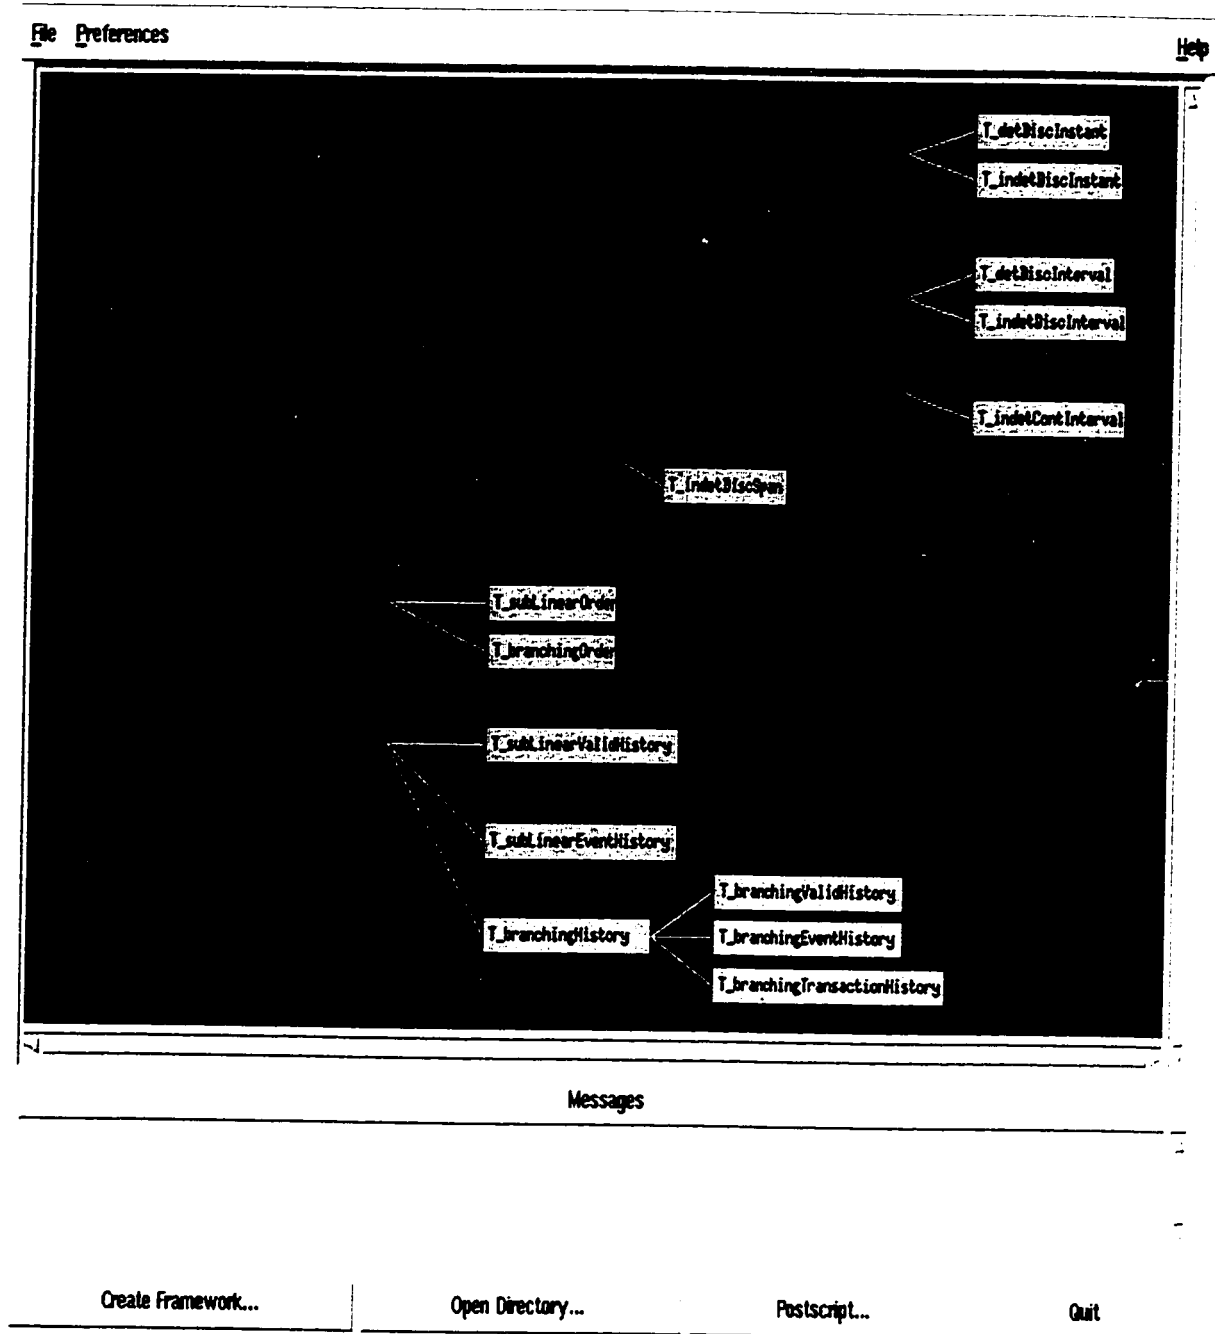 File Preferences
Help
T_detDiscInstant
T_indetDiscInstant
T_detDiscInterval
T_indetDiscInterval
T_indetContInterval
T_indetDiscSpan
T_subLinearOrder
T_branchingOrder
T_subLinearValidHistory
T_subLinearEventHistory
T_branchingValidHistory
T_branchingHistory
T_branchingEventHistory
T_branchingTransactionHistory
Messages
Create Framework...
Open Directory...
Postscript...
Quit